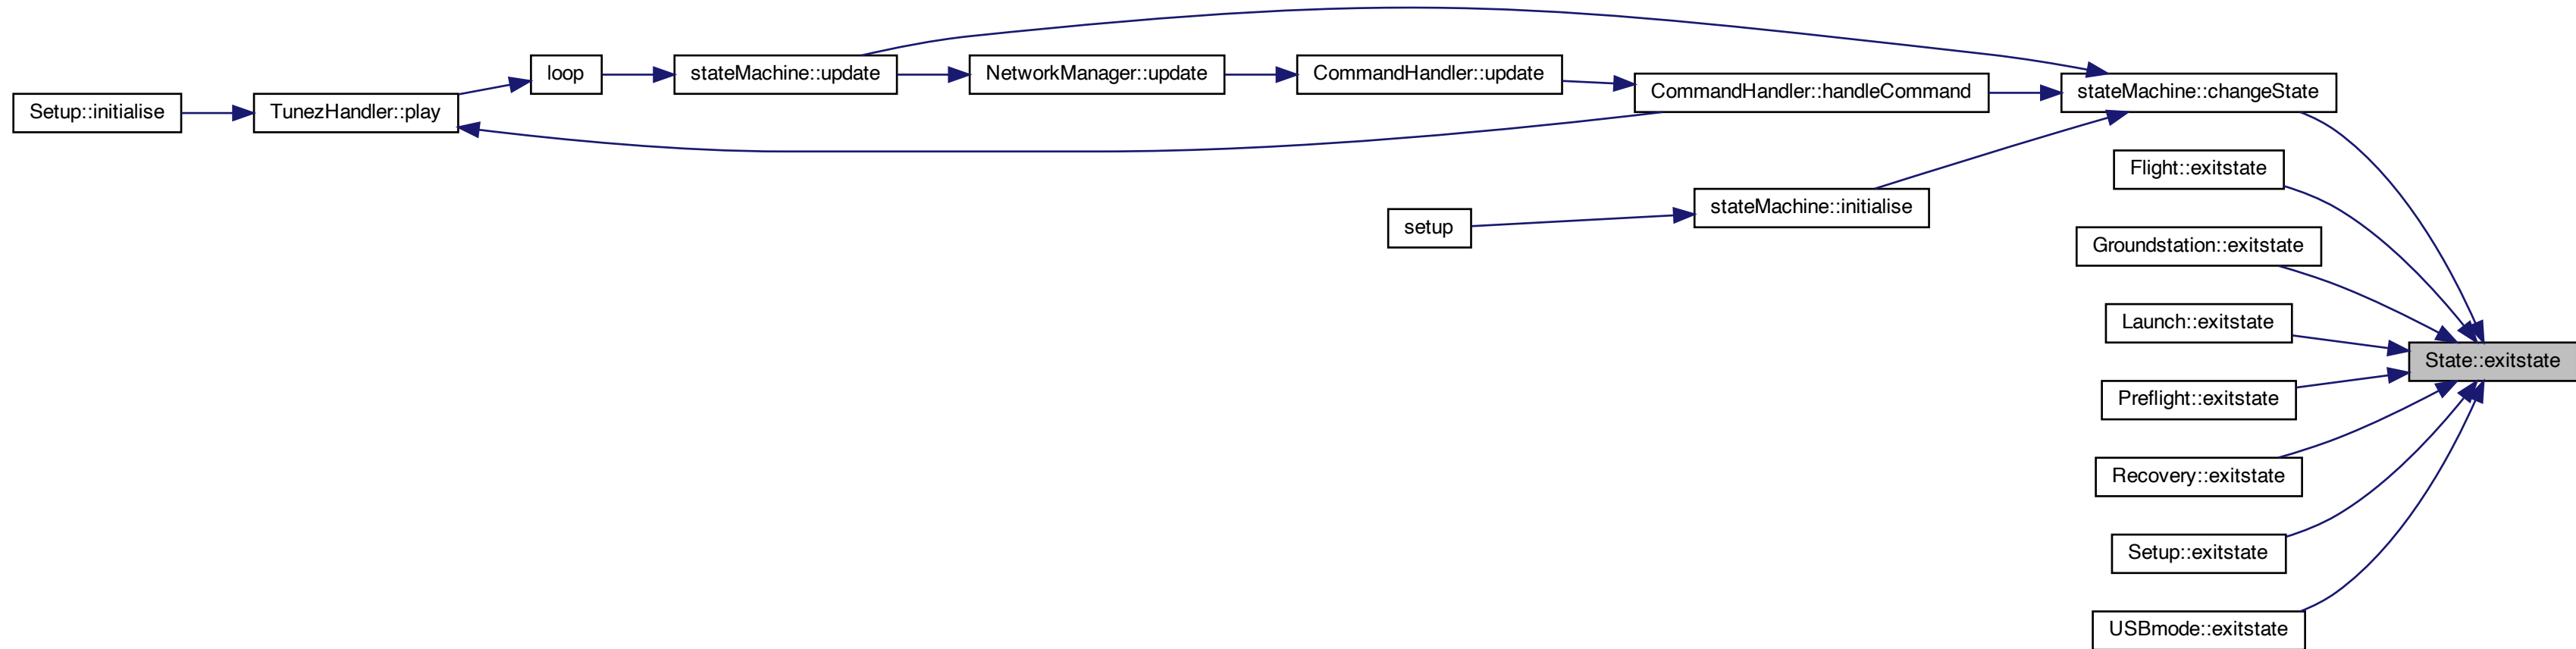 Setup::initialise
TunezHandler::play
loop
stateMachine::update
NetworkManager::update
CommandHandler::update
CommandHandler::handleCommand
stateMachine::changeState
Flight::exitstate
setup
stateMachine::initialise
Groundstation::exitstate
Launch::exitstate
State::exitstate
Preflight::exitstate
Recovery::exitstate
Setup::exitstate
USBmode::exitstate